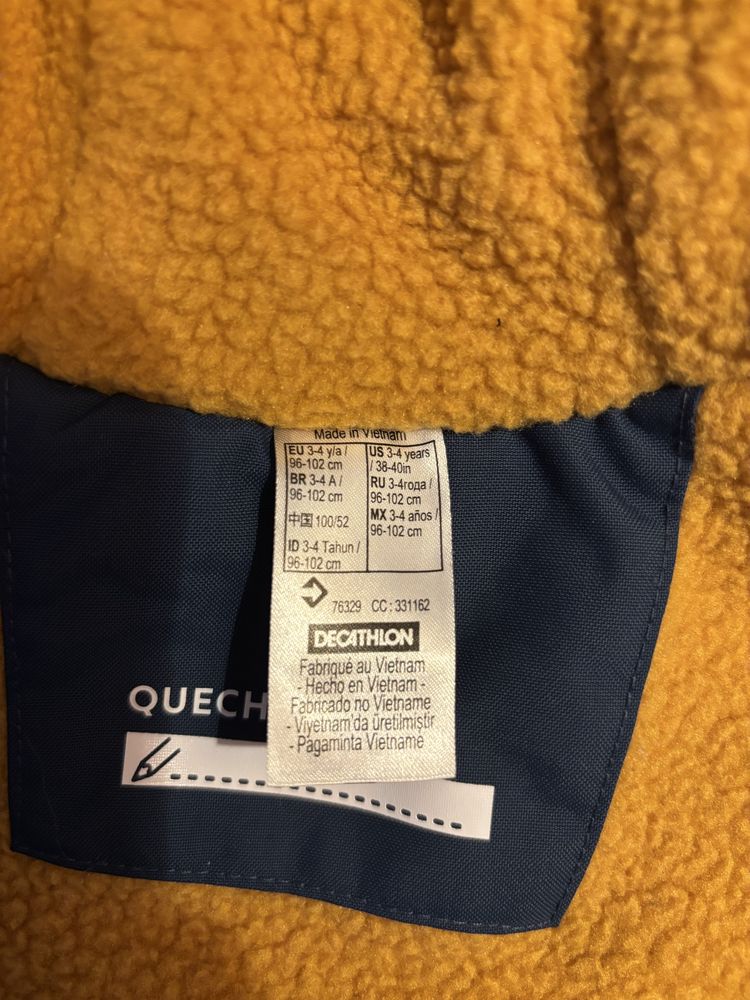 Made in Vietnam
EU 3-4 y/a /
96-102 cm
BR 3-4 A /
96-102 cm
中国 100/52
ID 3-4 Tahun /
96-102 cm
US 3-4 years
/ 38-40in
RU 3-4года /
96-102 cm
MX 3-4 años /
96-102 cm
76329 CC : 331162
DECATHLON
Fabriqué au Vietnam
- Hecho en Vietnam -
Fabricado no Vietname
- Viyetnam'da üretilmiştir
- Pagaminta Vietname
QUECH